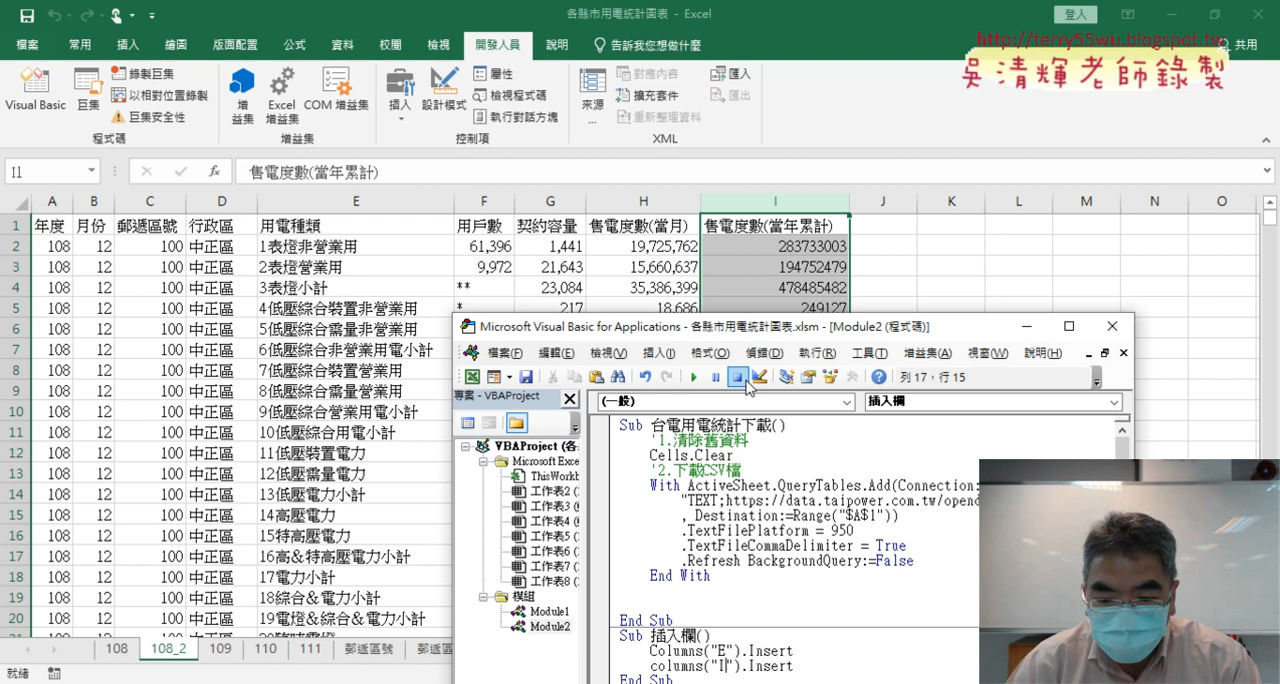 各縣市用電統計圖表 - Excel
登入
檔案 常用 插入 繪圖 版面配置 公式 資料 校閱 檢視 開發人員 說明 告訴我您想做什麼 共用
http://terry55wu.blogspot.tw
吳清輝老師錄製
Visual Basic 巨集 錄製巨集 以相對位置錄製 巨集安全性
增益集 Excel 增益集 COM 增益集
插入 設計模式 屬性 檢視程式碼 執行對話方塊
來源 ... 對應內容 擴充套件 重新整理資料 匯入 匯出
程式碼 增益集 控制項 XML
I1 fx 售電度數(當年累計)
A B C D E F G H I J K L M N O
1 年度 月份 郵遞區號 行政區 用電種類 用戶數 契約容量 售電度數(當月) 售電度數(當年累計)
2 108 12 100 中正區 1表燈非營業用 61,396 1,441 19,725,762 283733003
3 108 12 100 中正區 2表燈營業用 9,972 21,643 15,660,637 194752479
4 108 12 100 中正區 3表燈小計 ** 23,084 35,386,399 478485482
5 108 12 100 中正區 4低壓綜合裝置非營業用 * 217 18,686 249127
6 108 12 100 中正區 5低壓綜合需量非營業用
7 108 12 100 中正區 6低壓綜合非營業用電小計
8 108 12 100 中正區 7低壓綜合裝置營業用
9 108 12 100 中正區 8低壓綜合需量營業用
10 108 12 100 中正區 9低壓綜合營業用電小計
11 108 12 100 中正區 10低壓綜合用電小計
12 108 12 100 中正區 11低壓裝置電力
13 108 12 100 中正區 12低壓需量電力
14 108 12 100 中正區 13低壓電力小計
15 108 12 100 中正區 14高壓電力
16 108 12 100 中正區 15特高壓電力
17 108 12 100 中正區 16高&特高壓電力小計
18 108 12 100 中正區 17電力小計
19 108 12 100 中正區 18綜合&電力小計
20 108 12 100 中正區 19電燈&綜合&電力小計
108 108_2 109 110 111 郵遞區號 郵遞區
就緒
Microsoft Visual Basic for Applications - 各縣市用電統計圖表.xlsm - [Module2 (程式碼)]
檔案(F) 編輯(E) 檢視(V) 插入(I) 格式(O) 偵錯(D) 執行(R) 工具(T) 增益集(A) 視窗(W) 說明(H)
列 17，行 15
專案 - VBAProject
VBAProject (各
Microsoft Exce
ThisWorkb
工作表2 (
工作表3 (
工作表4 (
工作表5 (
工作表6 (
工作表7 (
工作表8 (
模組
Module1
Module2
(一般) 插入欄
Sub 台電用電統計下載()
'1.清除舊資料
Cells.Clear
'2.下載CSV檔
With ActiveSheet.QueryTables.Add(Connection:
"TEXT;https://data.taipower.com.tw/opend
, Destination:=Range("$A$1"))
.TextFilePlatform = 950
.TextFileCommaDelimiter = True
.Refresh BackgroundQuery:=False
End With
End Sub
Sub 插入欄()
Columns("E").Insert
columns("I").Insert
End Sub